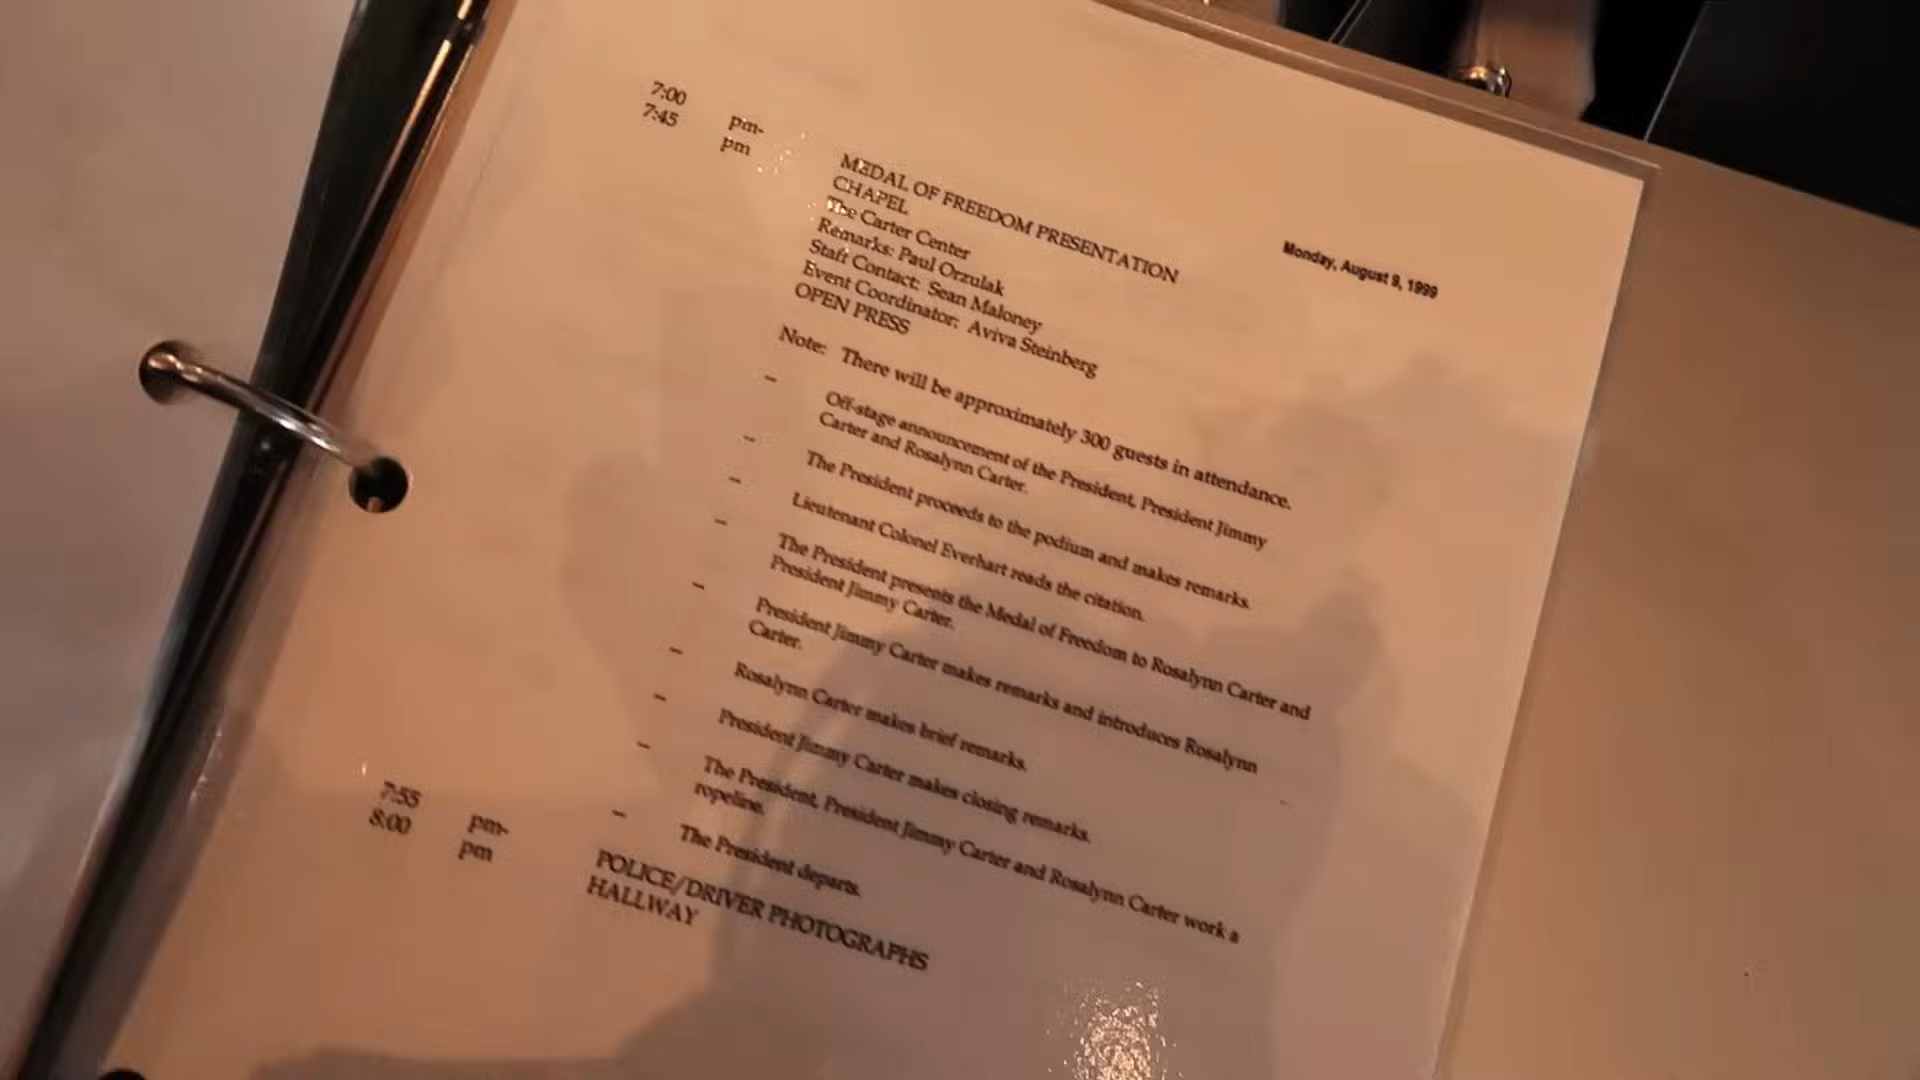 Monday, August 9, 1999
7:00 pm-
7:45 pm
MEDAL OF FREEDOM PRESENTATION
CHAPEL
The Carter Center
Remarks: Paul Orzulak
Staff Contact: Sean Maloney
Event Coordinator: Aviva Steinberg
OPEN PRESS
Note: There will be approximately 300 guests in attendance.
– Off-stage announcement of the President, President Jimmy
Carter and Rosalynn Carter.
– The President proceeds to the podium and makes remarks.
– Lieutenant Colonel Everhart reads the citation.
– The President presents the Medal of Freedom to Rosalynn Carter and
President Jimmy Carter.
– President Jimmy Carter makes remarks and introduces Rosalynn
Carter.
– Rosalynn Carter makes brief remarks.
– President Jimmy Carter makes closing remarks.
– The President, President Jimmy Carter and Rosalynn Carter work a
ropeline.
– The President departs.
7:55 pm-
8:00 pm
POLICE/DRIVER PHOTOGRAPHS
HALLWAY